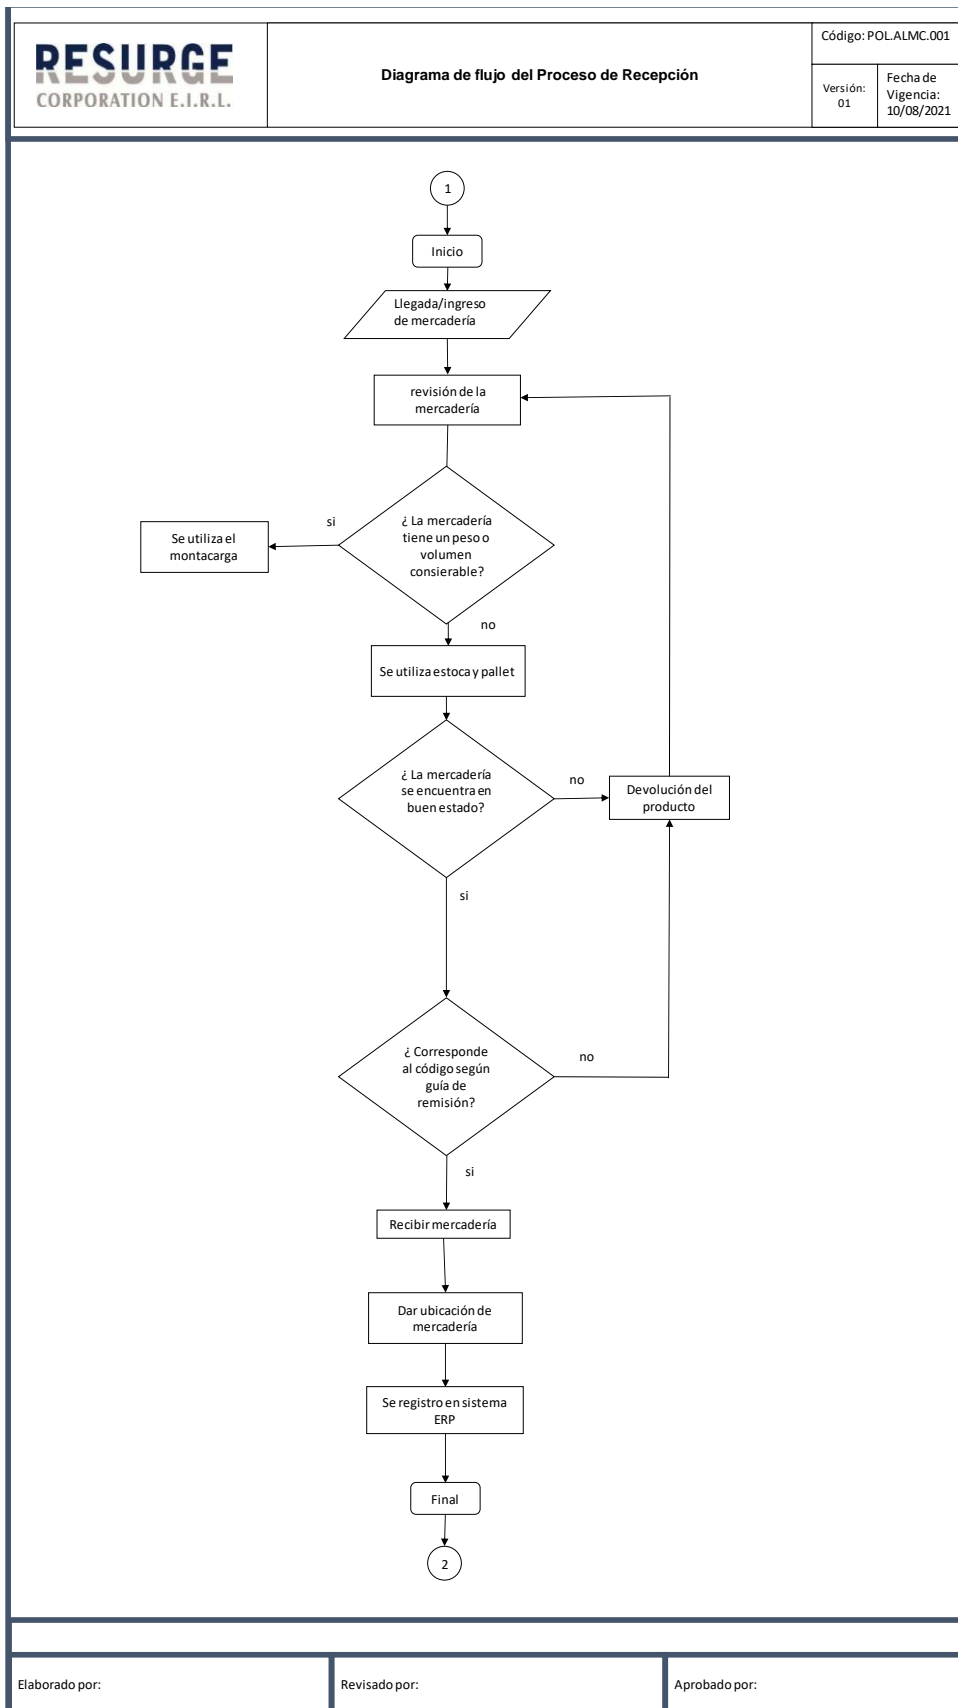 RESURGE
CORPORATION E.I.R.L.
Diagrama de flujo del Proceso de Recepción
Código: POL.ALMC.001
Versión:
01
Fecha de
Vigencia:
10/08/2021
1
Inicio
Llegada/ingreso
de mercadería
revisión de la
mercadería
¿ La mercadería
tiene un peso o
volumen
consierable?
si
Se utiliza el
montacarga
no
Se utiliza estoca y pallet
¿ La mercadería
se encuentra en
buen estado?
no
Devolución del
producto
si
¿ Corresponde
al código según
guía de
remisión?
no
si
Recibir mercadería
Dar ubicación de
mercadería
Se registro en sistema
ERP
Final
2
Elaborado por:
Revisado por:
Aprobado por: